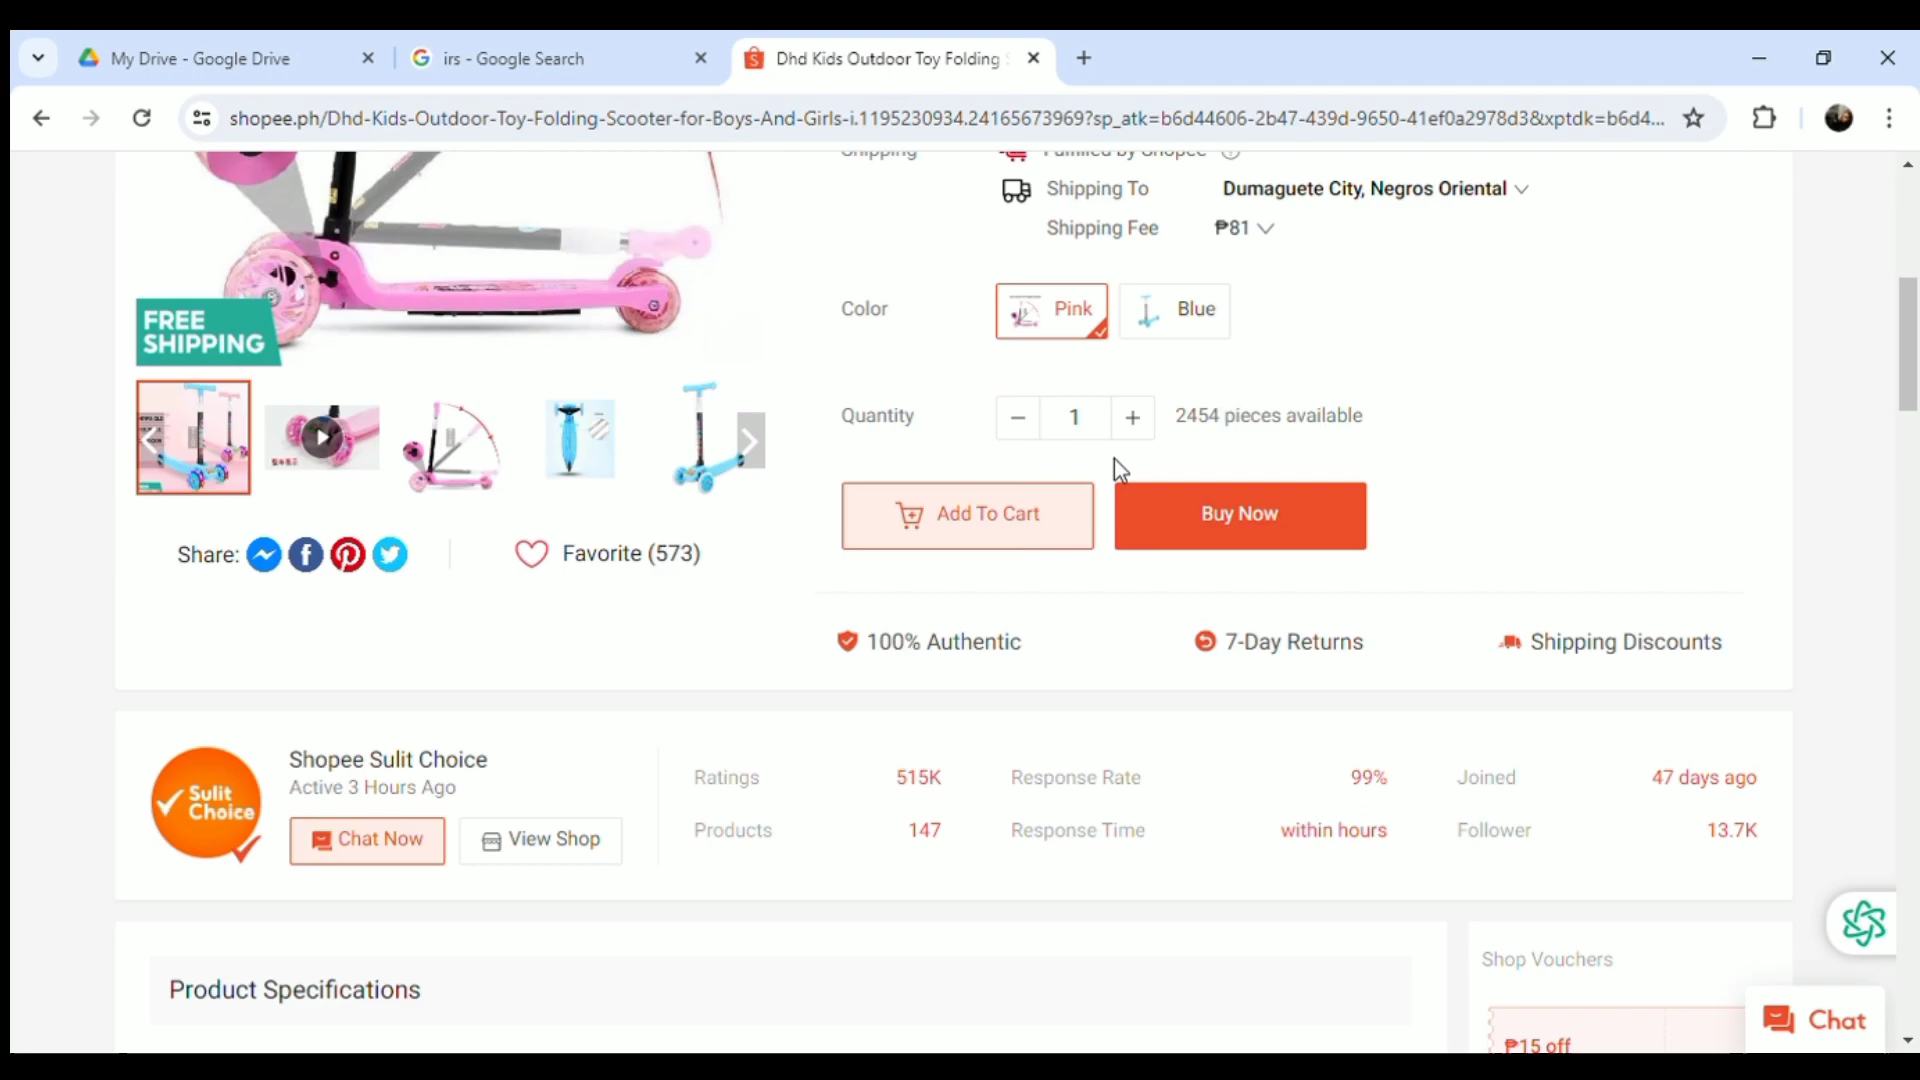 My Drive - Google Drive
irs - Google Search
Dhd Kids Outdoor Toy Folding
shopee.ph/Dhd-Kids-Outdoor-Toy-Folding-Scooter-for-Boys-And-Girls-i.1195230934.24165673969?sp_atk=b6d44606-2b47-439d-9650-41ef0a2978d3&xptdk=b6d4...
Shipping Fulfilled by Shopee
Shipping To Dumaguete City, Negros Oriental
Shipping Fee ₱81
Color Pink Blue
FREE
SHIPPING
Quantity 1 2454 pieces available
Add To Cart Buy Now
Share: Favorite (573)
100% Authentic 7-Day Returns Shipping Discounts
Sulit
Choice
Shopee Sulit Choice
Active 3 Hours Ago
Chat Now View Shop
Ratings 515K Response Rate 99% Joined 47 days ago
Products 147 Response Time within hours Follower 13.7K
Product Specifications
Shop Vouchers
₱15 off
Chat